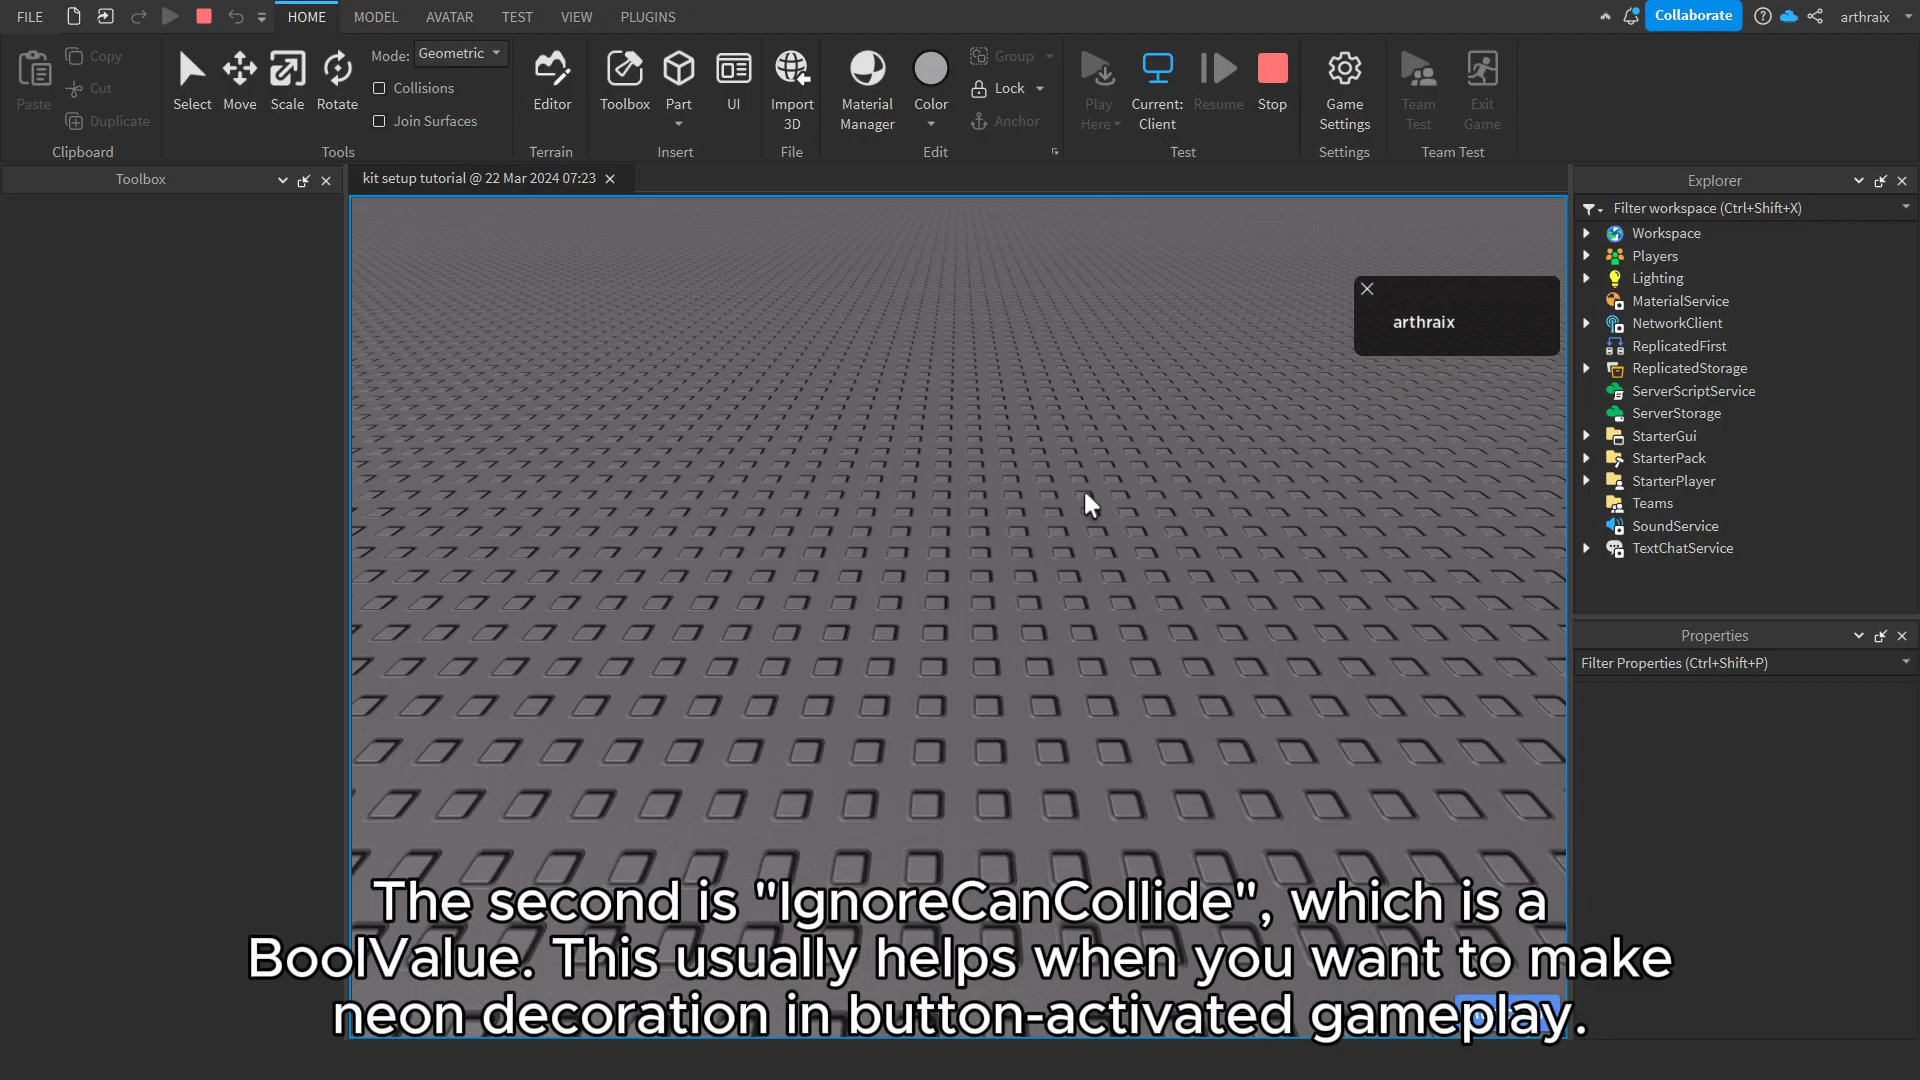 FILE
HOME
MODEL
AVATAR
TEST
VIEW
PLUGINS
Collaborate
arthraix
Paste
Copy
Cut
Duplicate
Clipboard
Select
Move
Scale
Rotate
Mode:
Geometric
Collisions
Join Surfaces
Tools
Editor
Terrain
Toolbox
Part
UI
Insert
Import
3D
File
Material
Manager
Color
Group
Lock
Anchor
Edit
Play
Here
Current:
Client
Resume
Stop
Test
Game
Settings
Settings
Team
Test
Exit
Game
Team Test
Toolbox
kit setup tutorial @ 22 Mar 2024 07:23
Explorer
Filter workspace (Ctrl+Shift+X)
Workspace
Players
Lighting
MaterialService
NetworkClient
ReplicatedFirst
ReplicatedStorage
ServerScriptService
ServerStorage
StarterGui
StarterPack
StarterPlayer
Teams
SoundService
TextChatService
arthraix
Properties
Filter Properties (Ctrl+Shift+P)
The second is "IgnoreCanCollide", which is a
BoolValue. This usually helps when you want to make
neon decoration in button-activated gameplay.